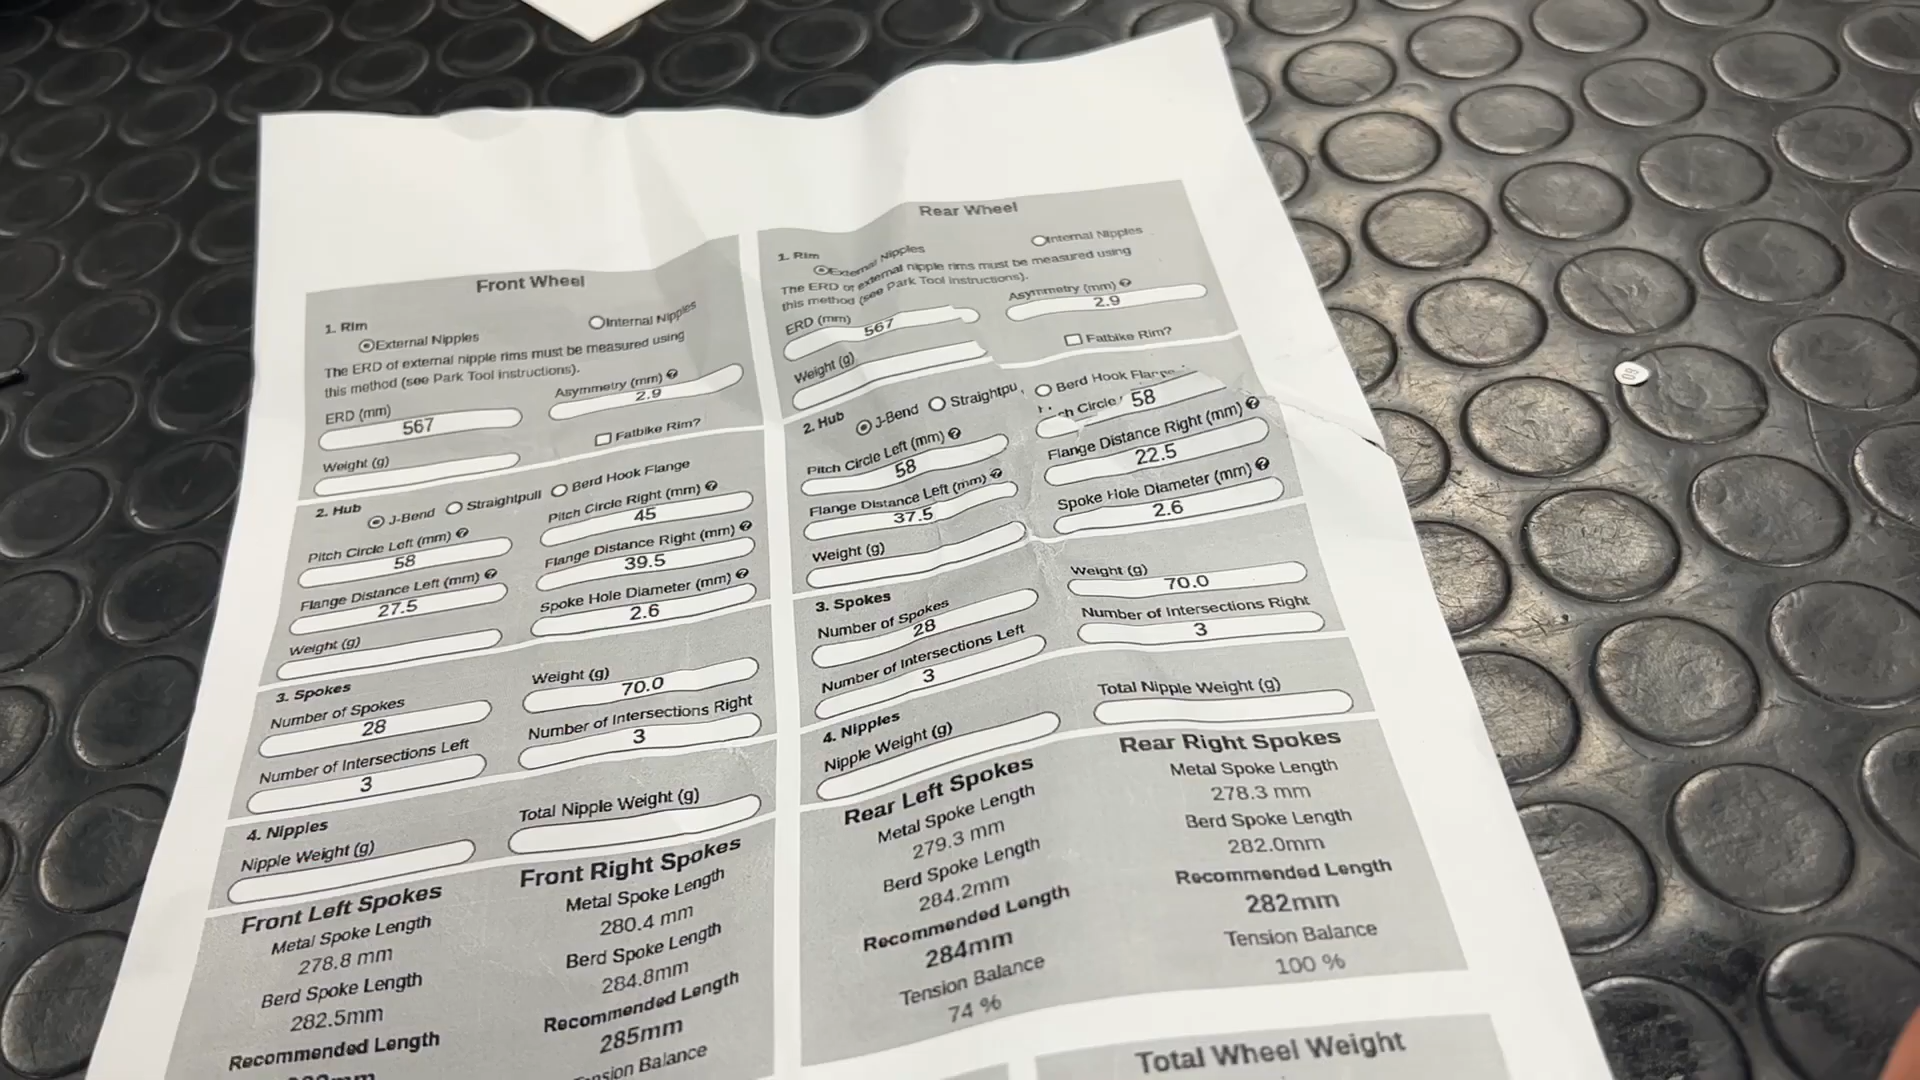 Front Wheel
1. Rim
External Nipples
Internal Nipples
The ERD of external nipple rims must be measured using
this method (see Park Tool instructions).
ERD (mm)
567
Asymmetry (mm)
2.9
Weight (g)
Fatbike Rim?
2. Hub
J-Bend
Straightpull
Berd Hook Flange
Pitch Circle Left (mm)
58
Pitch Circle Right (mm)
45
Flange Distance Left (mm)
27.5
Flange Distance Right (mm)
39.5
Weight (g)
Spoke Hole Diameter (mm)
2.6
3. Spokes
Number of Spokes
28
Weight (g)
70.0
Number of Intersections Left
3
Number of Intersections Right
3
4. Nipples
Nipple Weight (g)
Total Nipple Weight (g)
Front Left Spokes
Metal Spoke Length
278.8 mm
Berd Spoke Length
282.5mm
Recommended Length
Front Right Spokes
Metal Spoke Length
280.4 mm
Berd Spoke Length
284.8mm
Recommended Length
285mm
Balance
Rear Wheel
1. Rim
External Nipples
Internal Nipples
The ERD of external nipple rims must be measured using
this method (see Park Tool instructions).
ERD (mm)
567
Asymmetry (mm)
2.9
Weight (g)
Fatbike Rim?
2. Hub
J-Bend
Straightpu
Berd Hook
Pitch Circle Left (mm)
58
Circle
58
Flange Distance Left (mm)
37.5
Flange Distance Right (mm)
22.5
Weight (g)
Spoke Hole Diameter (mm)
2.6
3. Spokes
Number of Spokes
28
Weight (g)
70.0
Number of Intersections Left
3
Number of Intersections Right
3
4. Nipples
Nipple Weight (g)
Total Nipple Weight (g)
Rear Left Spokes
Metal Spoke Length
279.3 mm
Berd Spoke Length
284.2mm
Recommended Length
284mm
Tension Balance
74 %
Rear Right Spokes
Metal Spoke Length
278.3 mm
Berd Spoke Length
282.0mm
Recommended Length
282mm
Tension Balance
100 %
Total Wheel Weight